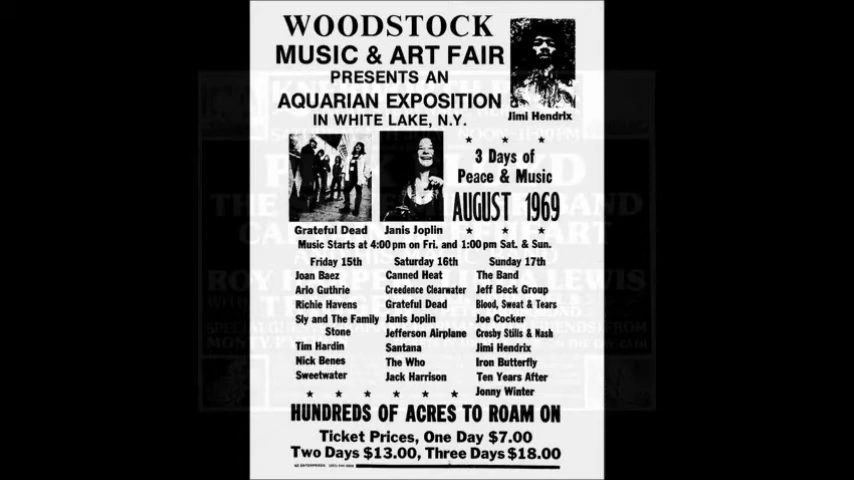 WOODSTOCK
MUSIC & ART FAIR
PRESENTS AN
AQUARIAN EXPOSITION
IN WHITE LAKE, N.Y.
Jimi Hendrix
3 Days of
Peace & Music
AUGUST 1969
Grateful Dead Janis Joplin
Music Starts at 4:00 pm on Fri. and 1:00 pm Sat. & Sun.
Friday 15th
Joan Baez
Arlo Guthrie
Richie Havens
Sly and The Family
Stone
Tim Hardin
Nick Benes
Sweetwater
Saturday 16th
Canned Heat
Creedence Clearwater
Grateful Dead
Janis Joplin
Jefferson Airplane
Santana
The Who
Jack Harrison
Sunday 17th
The Band
Jeff Beck Group
Blood, Sweat & Tears
Joe Cocker
Crosby Stills & Nash
Jimi Hendrix
Iron Butterfly
Ten Years After
Jonny Winter
HUNDREDS OF ACRES TO ROAM ON
Ticket Prices, One Day $7.00
Two Days $13.00, Three Days $18.00